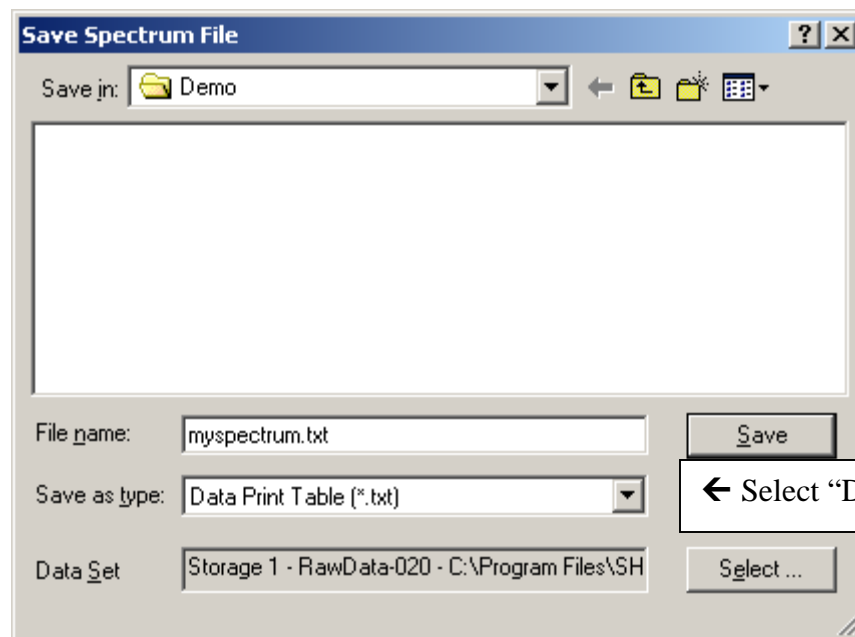 Save Spectrum File
Save in: Demo
File name: myspectrum.txt Save
Save as type: Data Print Table (*.txt) ← Select “D
Data Set Storage 1 - RawData-020 - C:\Program Files\SH Select ...